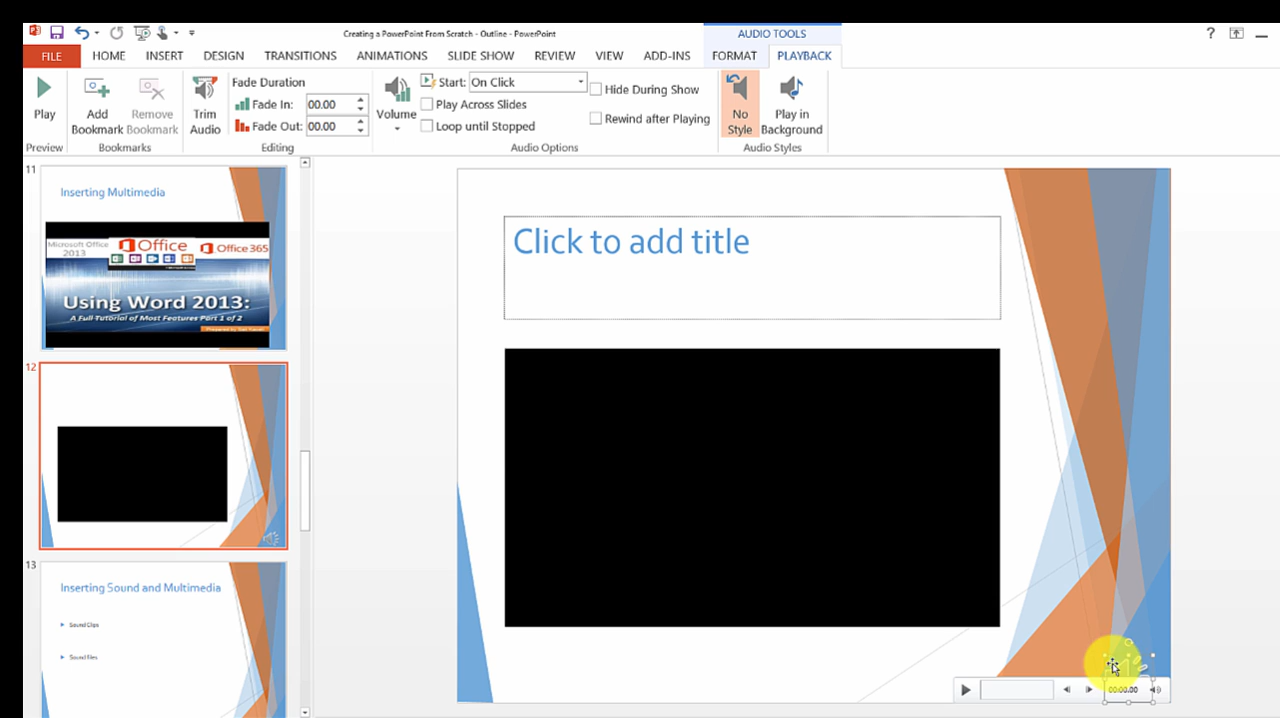 Creating a PowerPoint From Scratch - Outline - PowerPoint
AUDIO TOOLS
?
FILE HOME INSERT DESIGN TRANSITIONS ANIMATIONS SLIDE SHOW REVIEW VIEW ADD-INS FORMAT PLAYBACK
Play
Preview
Add Bookmark
Remove Bookmark
Bookmarks
Trim Audio
Fade Duration
Fade In: 00.00
Fade Out: 00.00
Editing
Volume
Start: On Click
Play Across Slides
Loop until Stopped
Hide During Show
Rewind after Playing
Audio Options
No Style
Play in Background
Audio Styles
11
Inserting Multimedia
Microsoft Office 2013
Office
Office 365
Using Word 2013:
A Full Tutorial of Most Features Part 1 of 2
12
13
Inserting Sound and Multimedia
Sound Clips
Sound Files
Click to add title
00:00.00